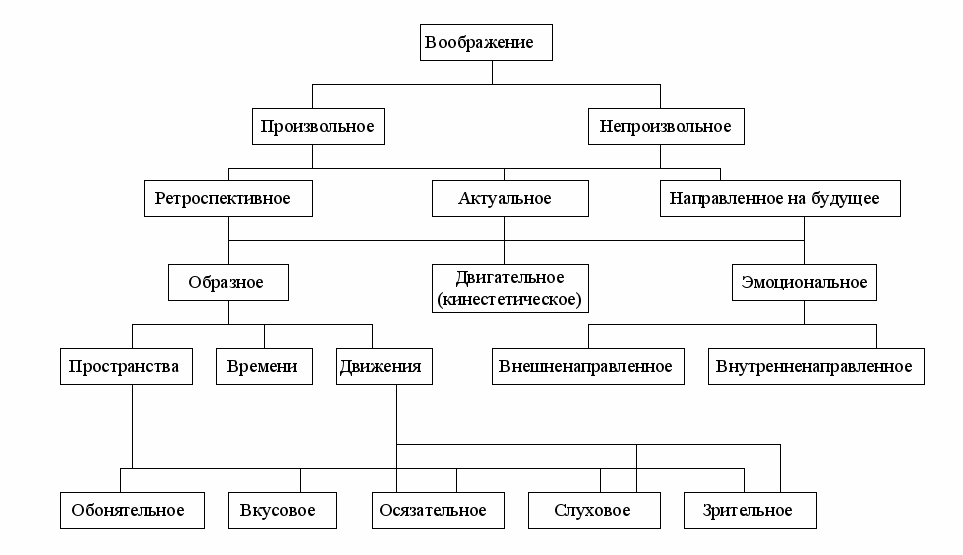 Воображение
Произвольное
Непроизвольное
Ретроспективное
Актуальное
Направленное на будущее
Образное
Двигательное
(кинестетическое)
Эмоциональное
Пространства
Времени
Движения
Внешненаправленное
Внутренненаправленное
Обонятельное
Вкусовое
Осязательное
Слуховое
Зрительное